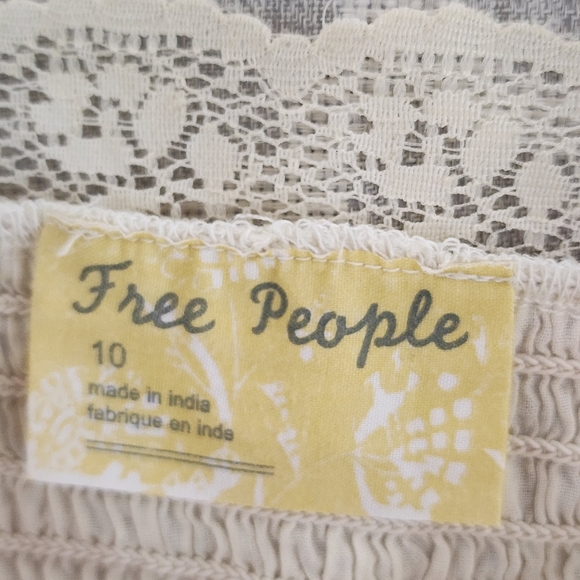 Free People
10
made in india
fabrique en inde